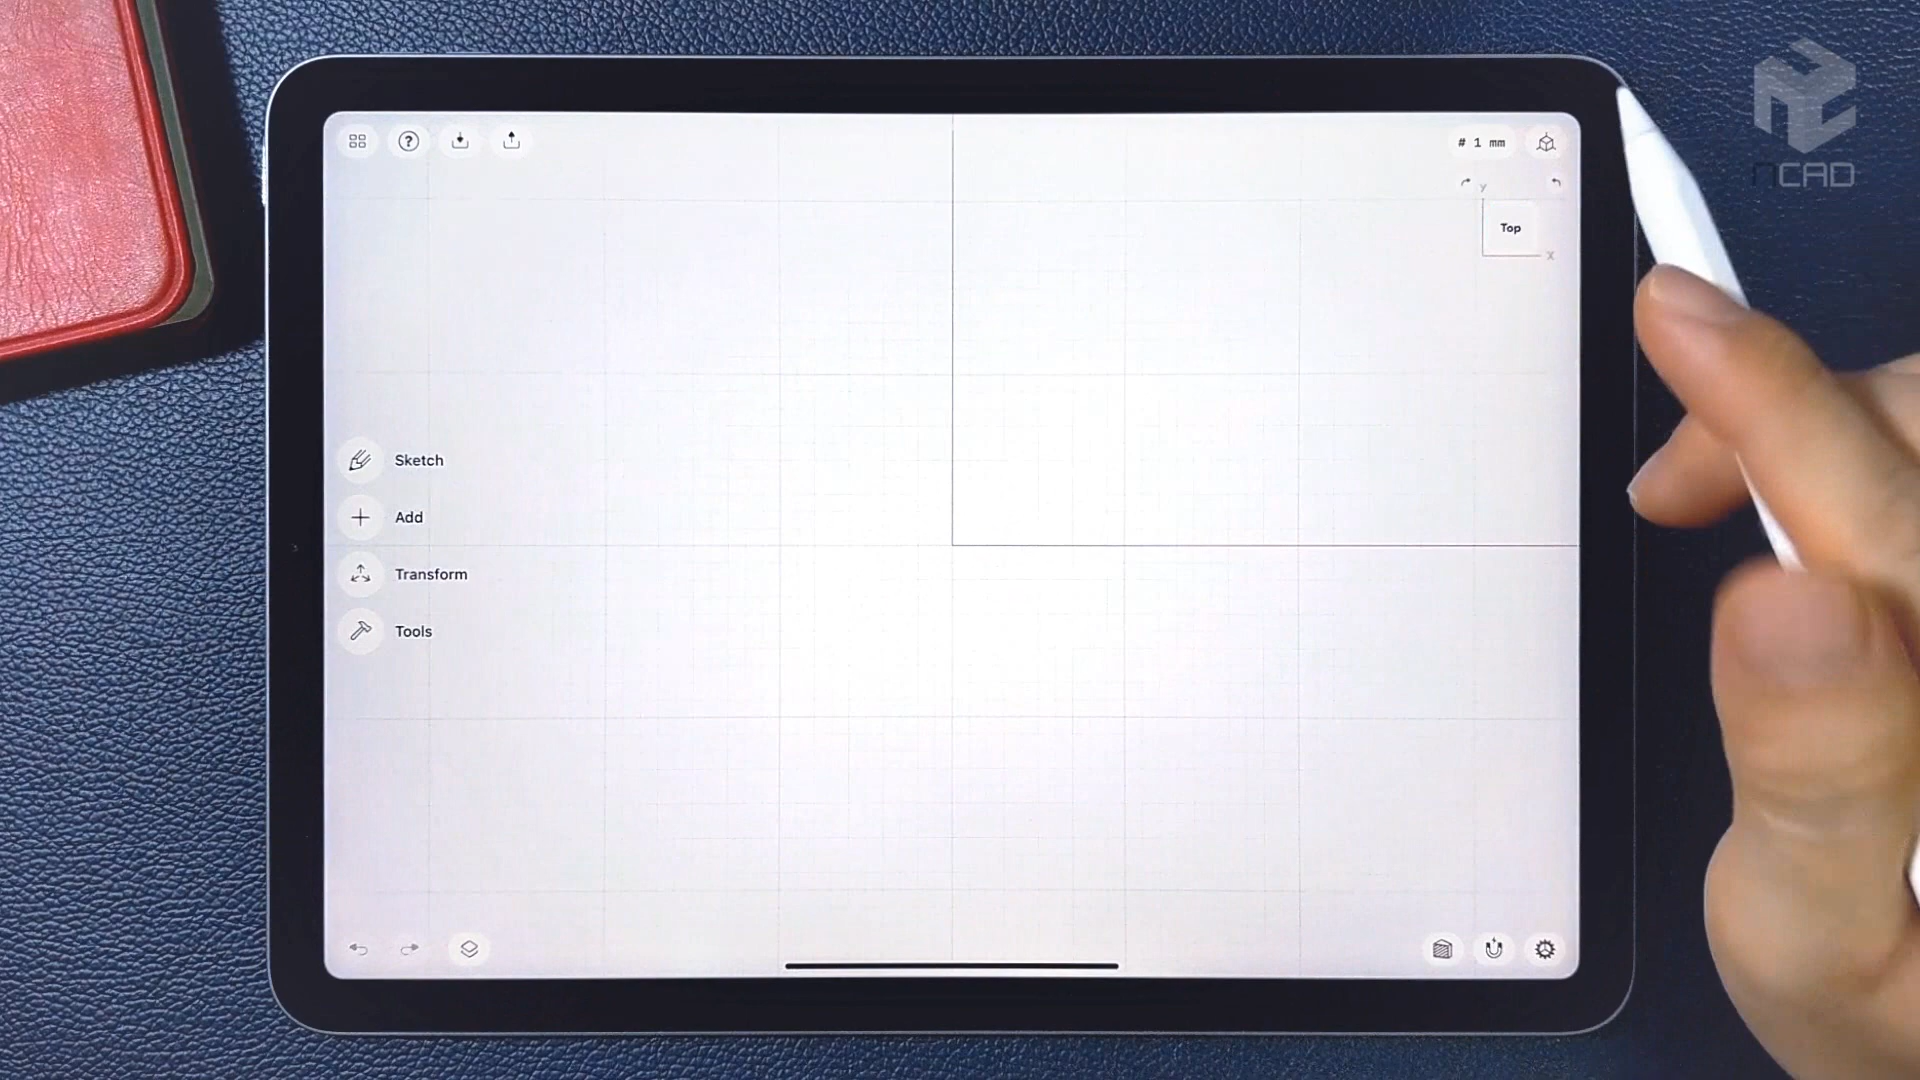 # 1 mm
y
Top
x
Sketch
Add
Transform
Tools
?
nCAD